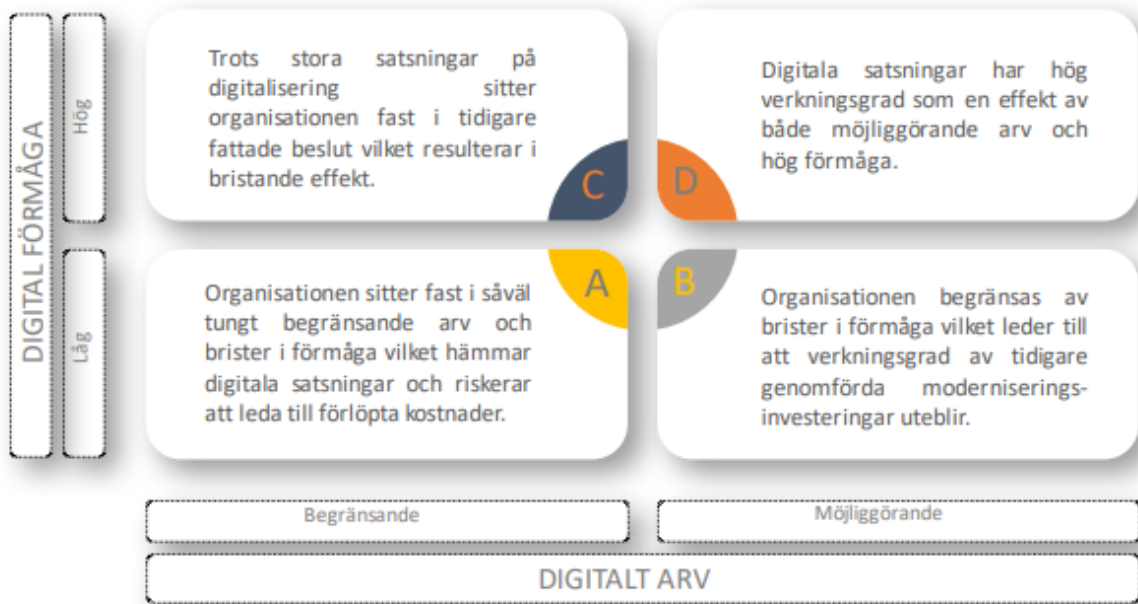 DIGITAL FÖRMÅGA
Hög
Låg
Trots stora satsningar på
digitalisering sitter
organisationen fast i tidigare
fattade beslut vilket resulterar i
bristande effekt.
C
Digitala satsningar har hög
verkningsgrad som en effekt av
både möjliggörande arv och
hög förmåga.
D
Organisationen sitter fast i såväl
tungt begränsande arv och
brister i förmåga vilket hämmar
digitala satsningar och riskerar
att leda till förlöpta kostnader.
A
Organisationen begränsas av
brister i förmåga vilket leder till
att verkningsgrad av tidigare
genomförda moderniserings-
investeringar uteblir.
B
Begränsande
Möjliggörande
DIGITALT ARV